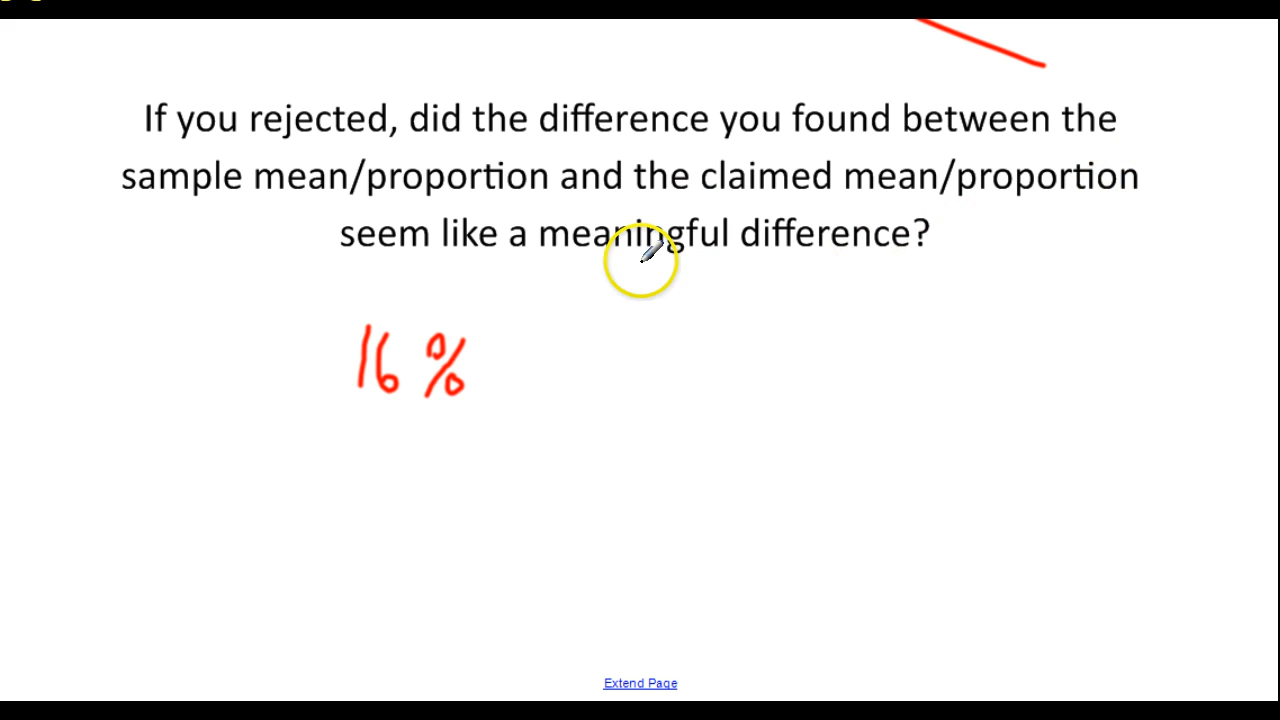 If you rejected, did the difference you found between the
sample mean/proportion and the claimed mean/proportion
seem like a meaningful difference?
16 %
Extend Page